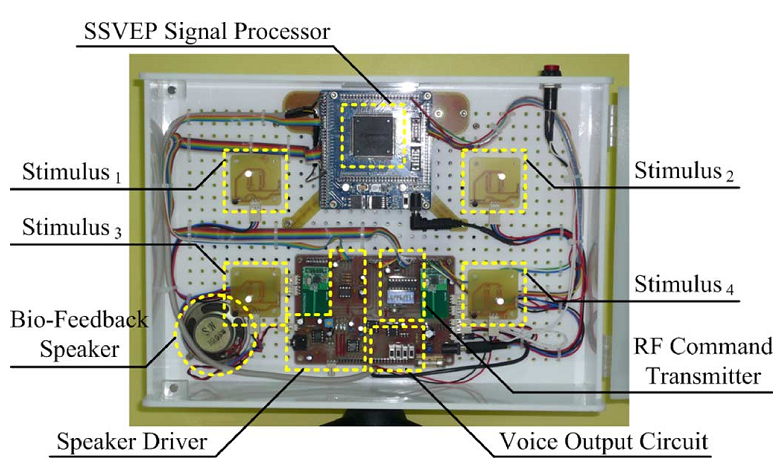 SSVEP Signal Processor
Stimulus 1
Stimulus 2
Stimulus 3
Stimulus 4
Bio-Feedback
Speaker
RF Command
Transmitter
Speaker Driver
Voice Output Circuit